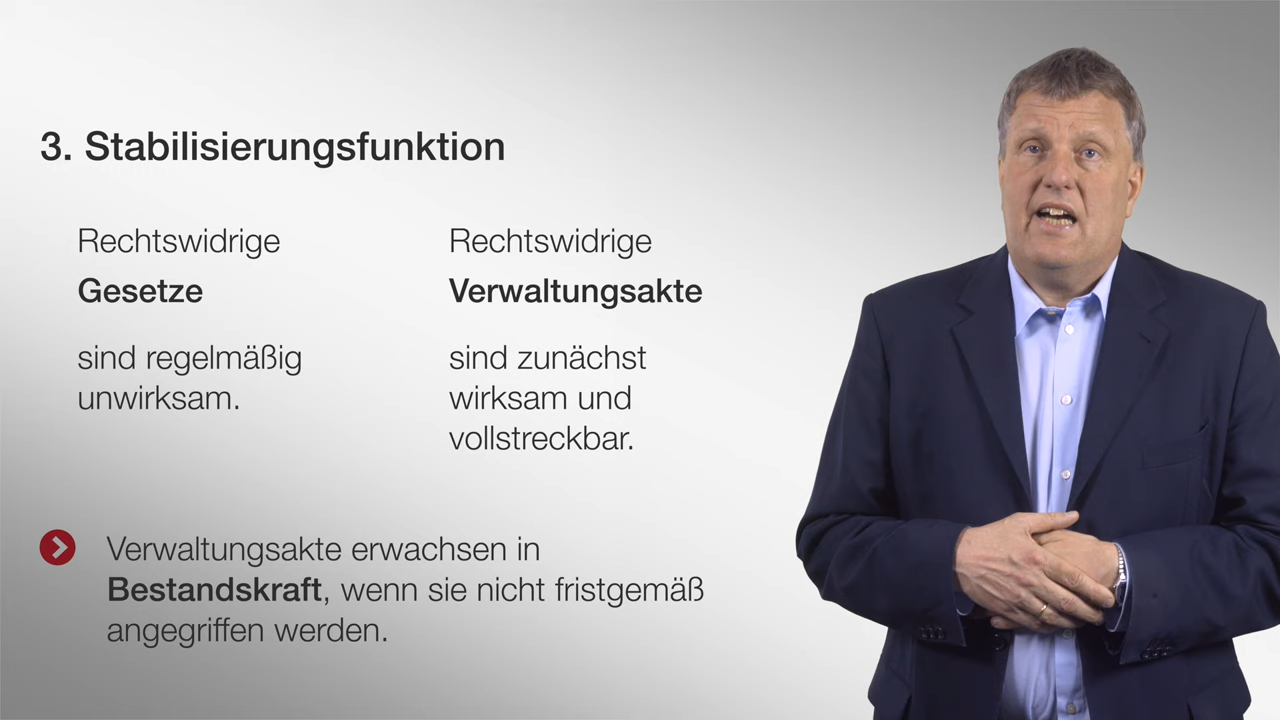 3. Stabilisierungsfunktion
Rechtswidrige
Gesetze
sind regelmäßig
unwirksam.
Rechtswidrige
Verwaltungsakte
sind zunächst
wirksam und
vollstreckbar.
Verwaltungsakte erwachsen in
Bestandskraft, wenn sie nicht fristgemäß
angegriffen werden.